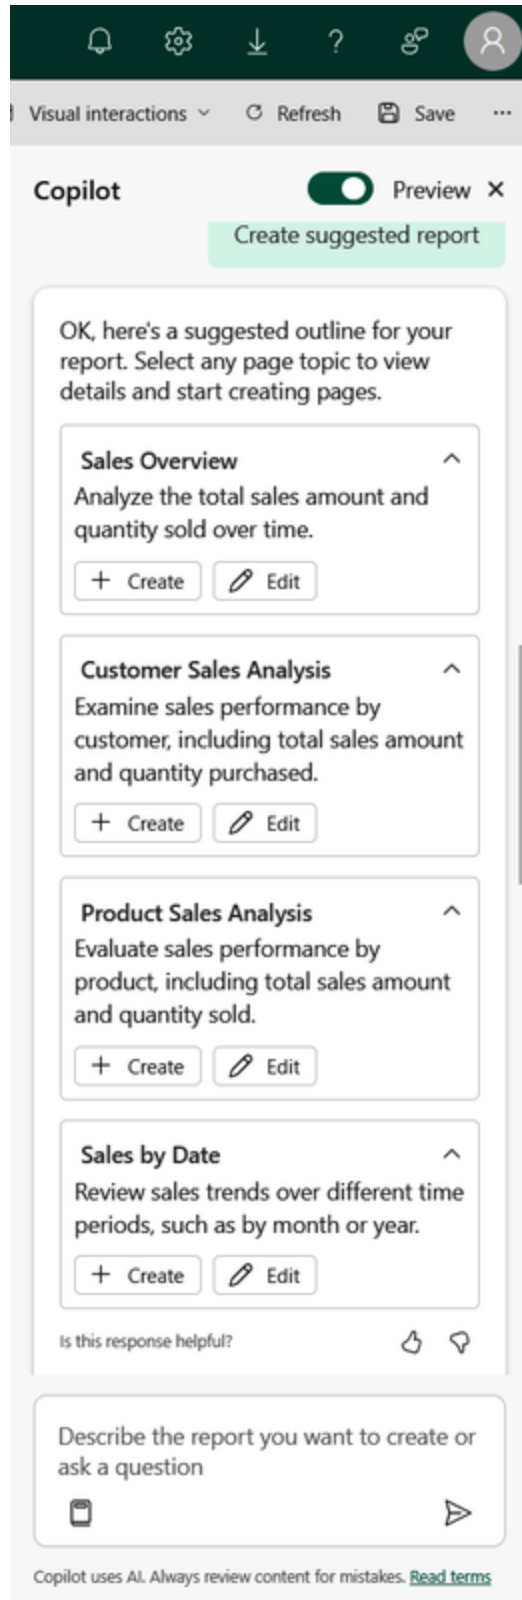 Visual interactions Refresh Save ...
Copilot Preview
Create suggested report
OK, here's a suggested outline for your
report. Select any page topic to view
details and start creating pages.
Sales Overview
Analyze the total sales amount and
quantity sold over time.
+ Create Edit
Customer Sales Analysis
Examine sales performance by
customer, including total sales amount
and quantity purchased.
+ Create Edit
Product Sales Analysis
Evaluate sales performance by
product, including total sales amount
and quantity sold.
+ Create Edit
Sales by Date
Review sales trends over different time
periods, such as by month or year.
+ Create Edit
Is this response helpful?
Describe the report you want to create or
ask a question
Copilot uses AI. Always review content for mistakes. Read terms